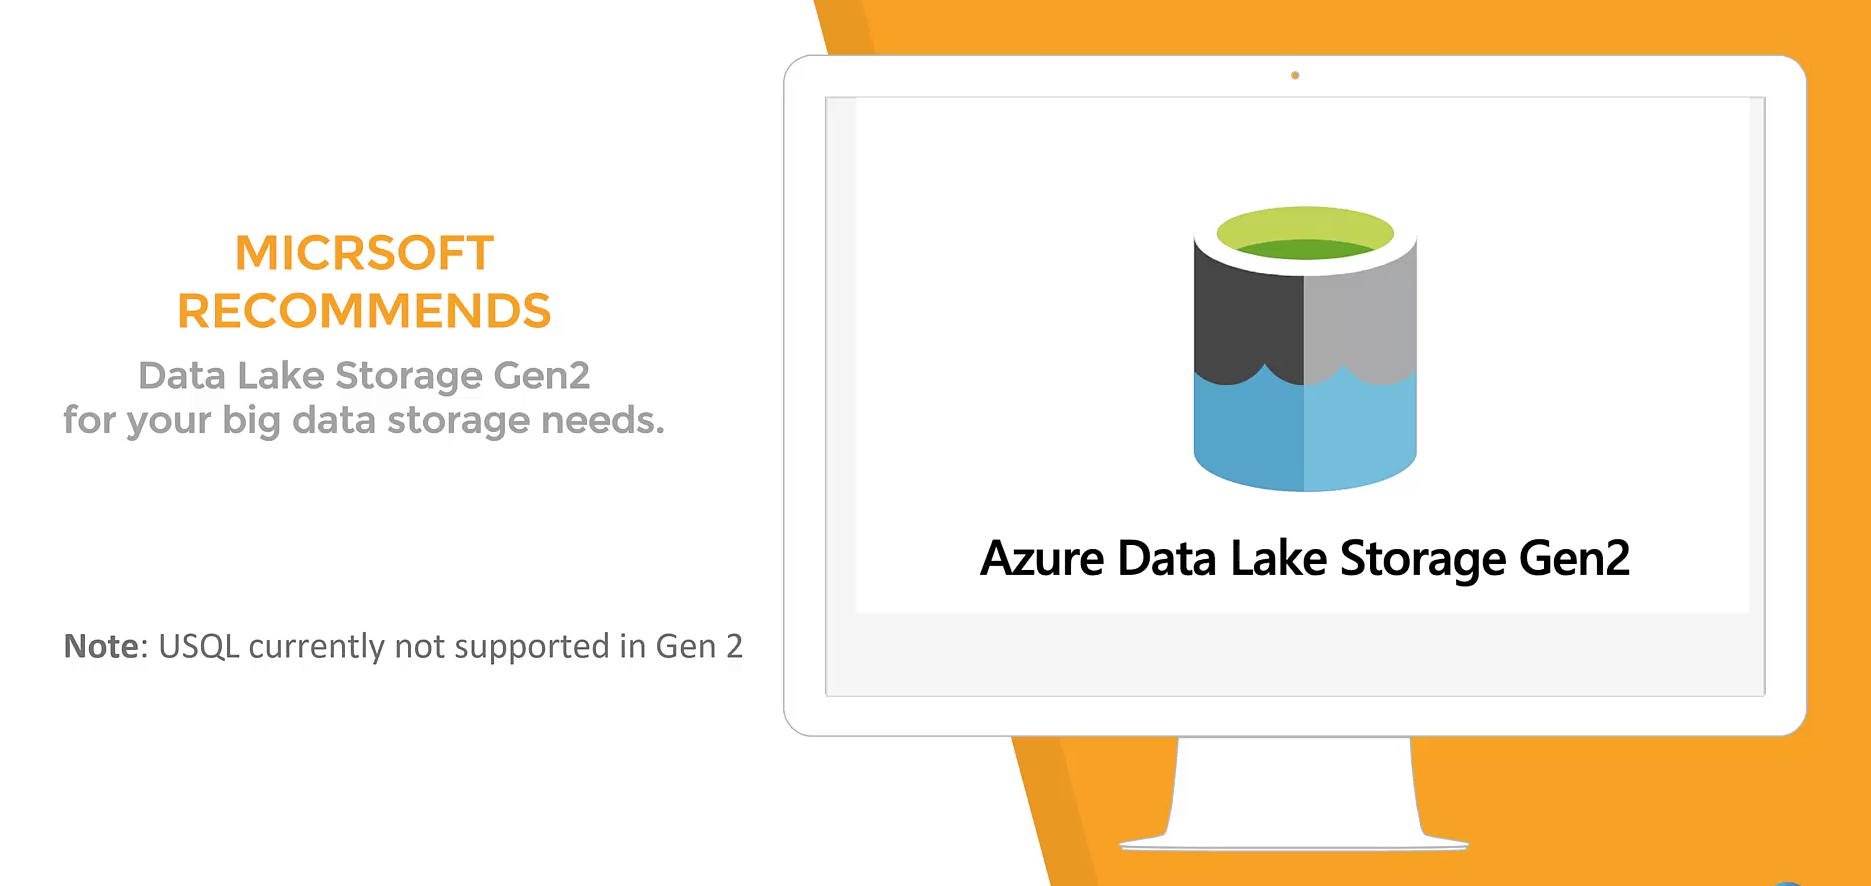 MICRSOFT
RECOMMENDS
Data Lake Storage Gen2
for your big data storage needs.
Note: USQL currently not supported in Gen 2
Azure Data Lake Storage Gen2